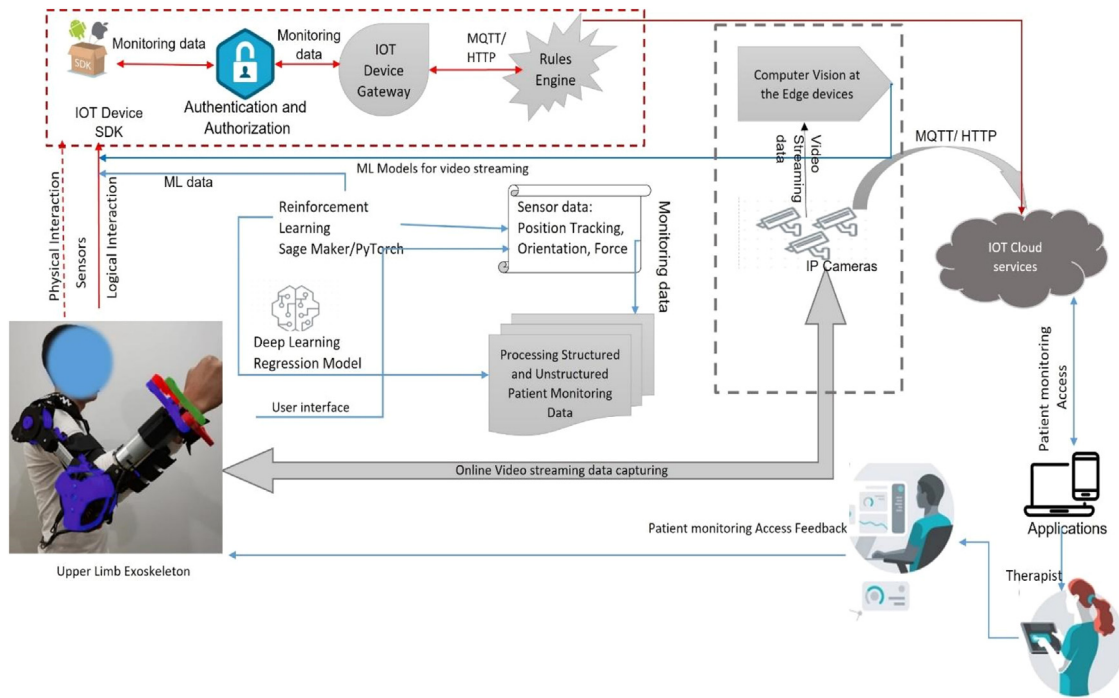 SDK
Monitoring data
Monitoring
data
MQTT/
HTTP
IOT
Device
Gateway
Rules
Engine
IOT Device
SDK
Authentication and
Authorization
Computer Vision at
the Edge devices
Video
Streaming
data
MQTT/ HTTP
ML Models for video streaming
ML data
Physical Interaction
Sensors
Logical Interaction
Reinforcement
Learning
Sage Maker/PyTorch
Sensor data:
Position Tracking,
Orientation, Force
Monitoring data
IP Cameras
IOT Cloud
services
Deep Learning
Regression Model
Processing Structured
and Unstructured
Patient Monitoring
Data
User interface
Patient monitoring
Access
Online Video streaming data capturing
Applications
Patient monitoring Access Feedback
Upper Limb Exoskeleton
Therapist